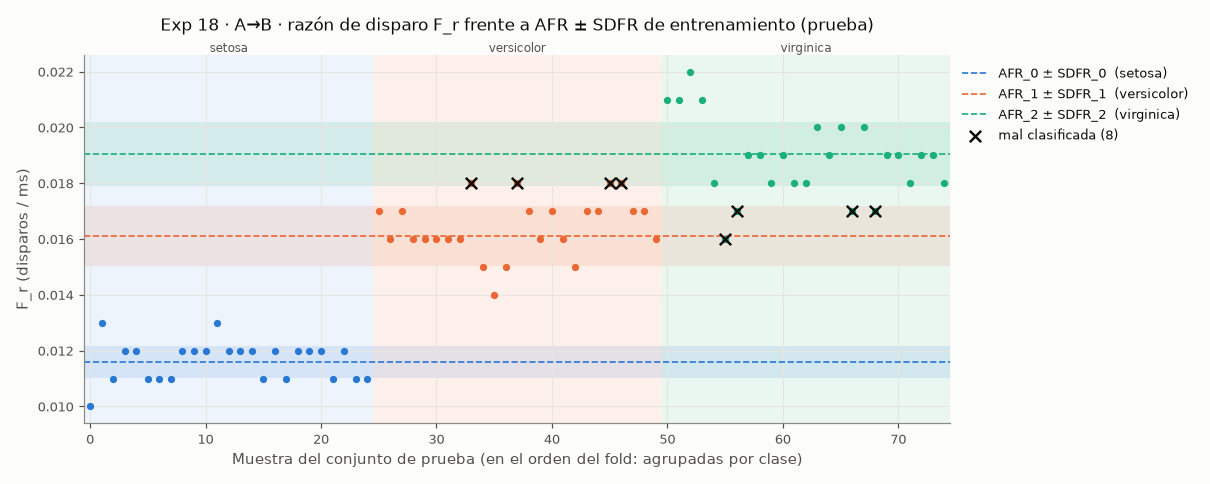 Exp 18 · A→B · razón de disparo F_r frente a AFR ± SDFR de entrenamiento (prueba)
setosa versicolor virginica
F_r (disparos / ms)
0.022
0.020
0.018
0.016
0.014
0.012
0.010
0 10 20 30 40 50 60 70
Muestra del conjunto de prueba (en el orden del fold: agrupadas por clase)
AFR_0 ± SDFR_0 (setosa)
AFR_1 ± SDFR_1 (versicolor)
AFR_2 ± SDFR_2 (virginica)
mal clasificada (8)